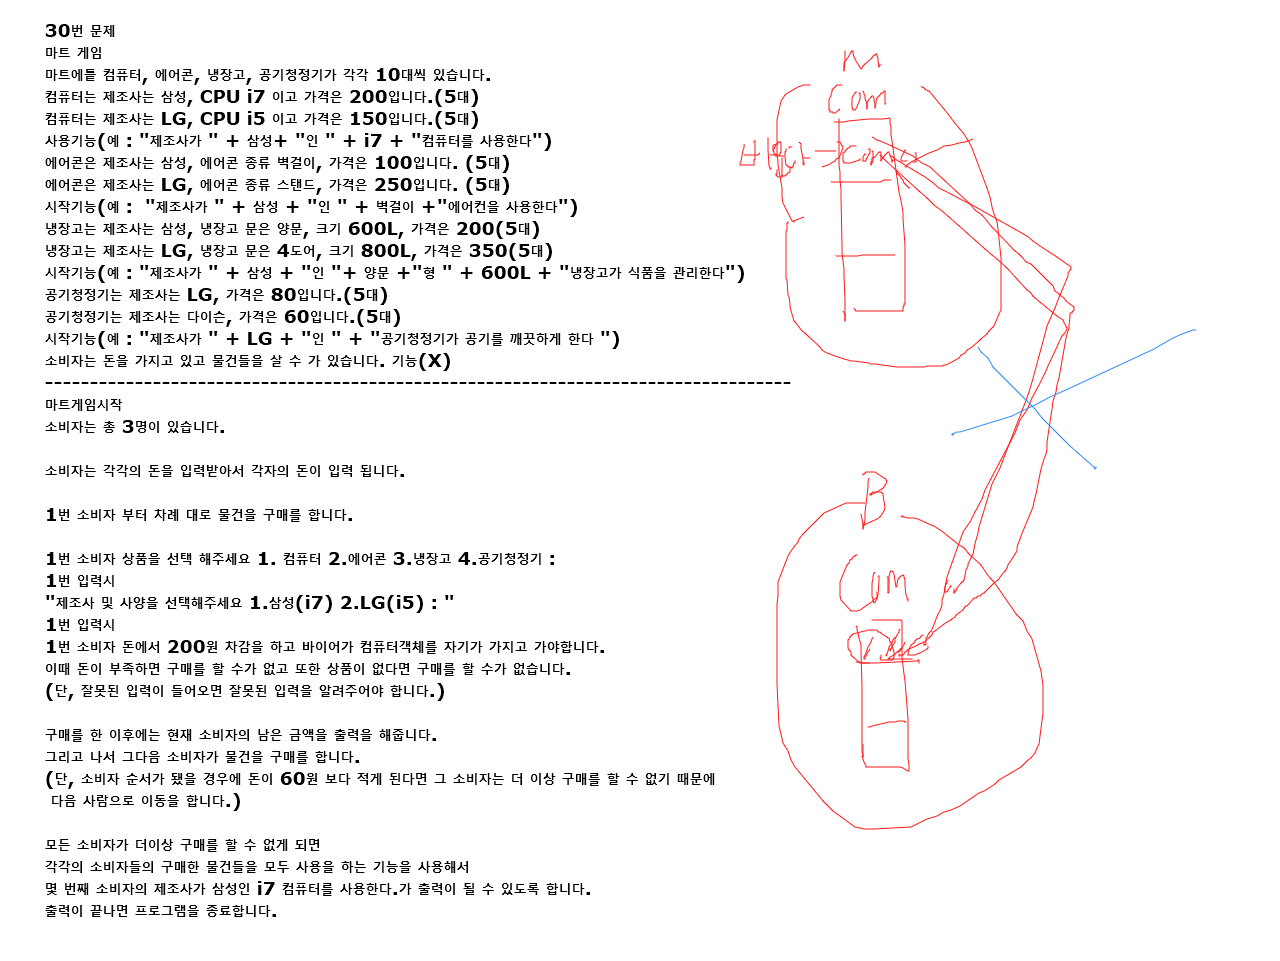 30번 문제
마트 게임
마트에믙 컴퓨터, 에어콘, 냉장고, 공기청정기가 각각 10대씩 있습니다.
컴퓨터는 제조사는 삼성, CPU i7 이고 가격은 200입니다.(5대)
컴퓨터는 제조사는 LG, CPU i5 이고 가격은 150입니다.(5대)
사용기능(예 : "제조사가 " + 삼성+ "인 " + i7 + "컴퓨터를 사용한다")
에어콘은 제조사는 삼성, 에어콘 종류 벽걸이, 가격은 100입니다. (5대)
에어콘은 제조사는 LG, 에어콘 종류 스탠드, 가격은 250입니다. (5대)
시작기능(예 :  "제조사가 " + 삼성 + "인 " + 벽걸이 +"에어컨을 사용한다")
냉장고는 제조사는 삼성, 냉장고 문은 양문, 크기 600L, 가격은 200(5대)
냉장고는 제조사는 LG, 냉장고 문은 4도어, 크기 800L, 가격은 350(5대)
시작기능(예 : "제조사가 " + 삼성 + "인 "+ 양문 +"형 " + 600L + "냉장고가 식품을 관리한다")
공기청정기는 제조사는 LG, 가격은 80입니다.(5대)
공기청정기는 제조사는 다이슨, 가격은 60입니다.(5대)
시작기능(예 : "제조사가 " + LG + "인 " + "공기청정기가 공기를 깨끗하게 한다 ")
소비자는 돈을 가지고 있고 물건들을 살 수 가 있습니다. 기능(X)
-----------------------------------------------------------------------------------
마트게임시작
소비자는 총 3명이 있습니다.
소비자는 각각의 돈을 입력받아서 각자의 돈이 입력 됩니다.
1번 소비자 부터 차례 대로 물건을 구매를 합니다.
1번 소비자 상품을 선택 해주세요 1. 컴퓨터 2.에어콘 3.냉장고 4.공기청정기 :
1번 입력시
"제조사 및 사양을 선택해주세요 1.삼성(i7) 2.LG(i5) : "
1번 입력시
1번 소비자 돈에서 200원 차감을 하고 바이어가 컴퓨터객체를 자기가 가지고 가야합니다.
이때 돈이 부족하면 구매를 할 수가 없고 또한 상품이 없다면 구매를 할 수가 없습니다.
(단, 잘못된 입력이 들어오면 잘못된 입력을 알려주어야 합니다.)
구매를 한 이후에는 현재 소비자의 남은 금액을 출력을 해줍니다.
그리고 나서 그다음 소비자가 물건을 구매를 합니다.
(단, 소비자 순서가 됐을 경우에 돈이 60원 보다 적게 된다면 그 소비자는 더 이상 구매를 할 수 없기 때문에
다음 사람으로 이동을 합니다.)
모든 소비자가 더이상 구매를 할 수 없게 되면
각각의 소비자들의 구매한 물건들을 모두 사용을 하는 기능을 사용해서
몇 번째 소비자의 제조사가 삼성인 i7 컴퓨터를 사용한다.가 출력이 될 수 있도록 합니다.
출력이 끝나면 프로그램을 종료합니다.
M
Com
Com
B
Com